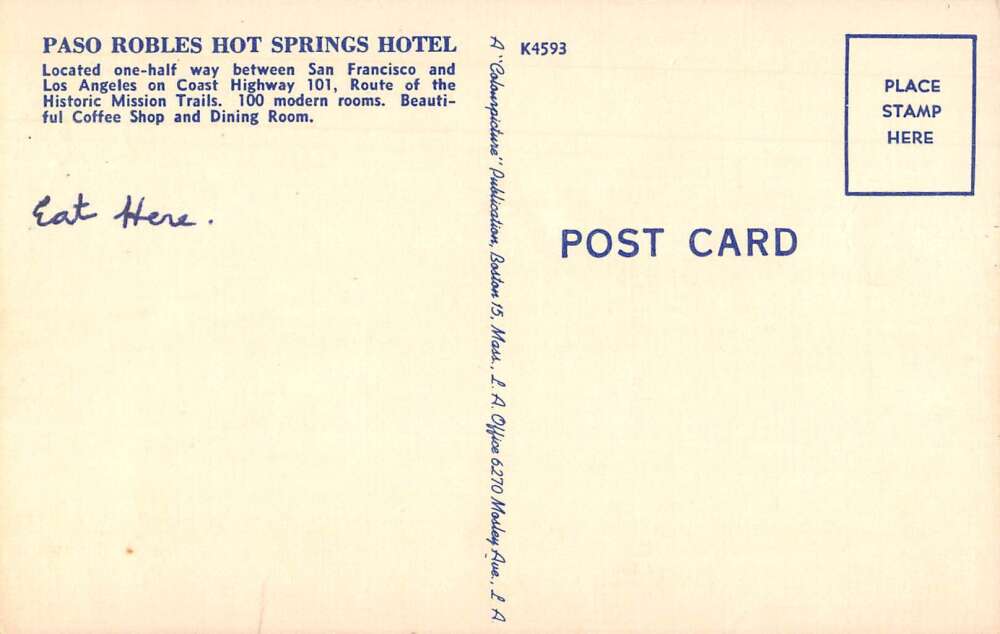 PASO ROBLES HOT SPRINGS HOTEL
Located one-half way between San Francisco and
Los Angeles on Coast Highway 101, Route of the
Historic Mission Trails. 100 modern rooms. Beauti-
ful Coffee Shop and Dining Room.
Eat Here.
A "Colourpicture" Publication, Boston 15, Mass., L. A. Office 6270 Mosley Ave., L A
K4593
PLACE
STAMP
HERE
POST CARD